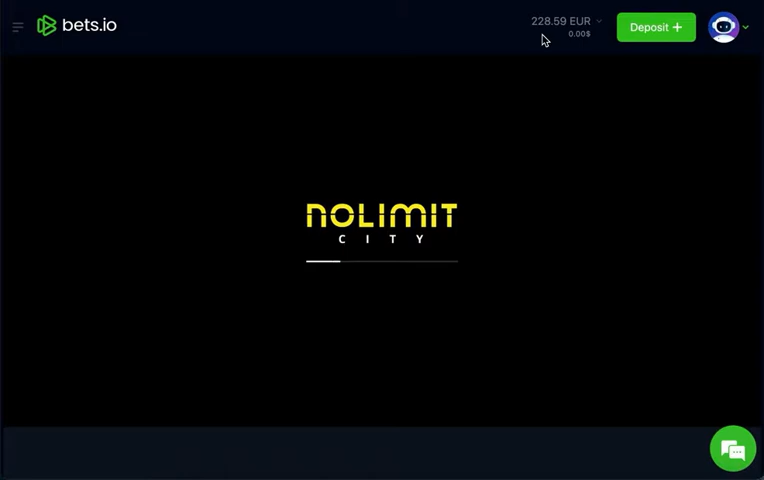 bets.io
228.59 EUR
0.00$
Deposit +
NOLIMIT
CITY